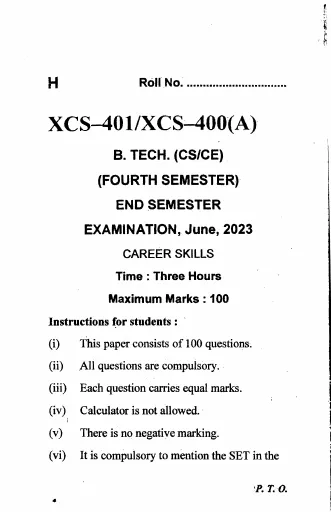 H Roll No. ................................
XCS–401/XCS–400(A)
B. TECH. (CS/CE)
(FOURTH SEMESTER)
END SEMESTER
EXAMINATION, June, 2023
CAREER SKILLS
Time : Three Hours
Maximum Marks : 100
Instructions for students :
(i) This paper consists of 100 questions.
(ii) All questions are compulsory.
(iii) Each question carries equal marks.
(iv) Calculator is not allowed.
(v) There is no negative marking.
(vi) It is compulsory to mention the SET in the
P. T. O.